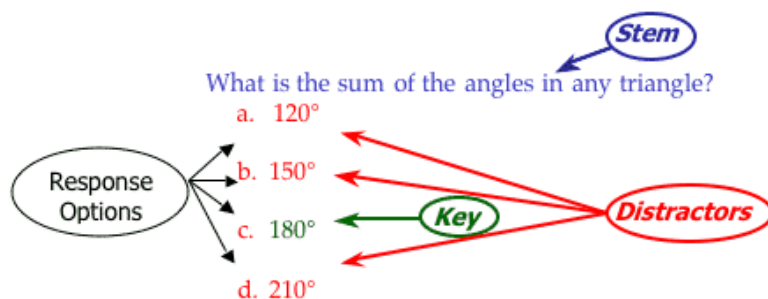 Stem
What is the sum of the angles in any triangle?
a. 120°
b. 150°
c. 180°
d. 210°
Response
Options
Key
Distractors